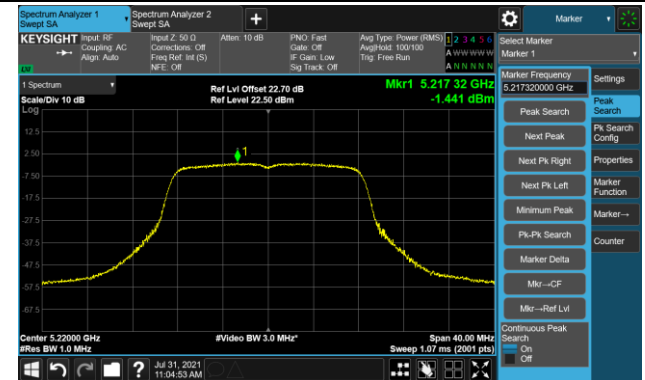 Spectrum Analyzer 1
Swept SA
Spectrum Analyzer 2
Swept SA
+
Marker
KEYSIGHT
Input: RF
Coupling: AC
Align: Auto
Input Z: 50 Ω
Corrections: Off
Freq Ref: Int (S)
NFE: Off
Atten: 10 dB
PNO: Fast
Gate: Off
IF Gain: Low
Sig Track: Off
Avg Type: Power (RMS)
Avg|Hold: 100/100
Trig: Free Run
1 2 3 4 5 6
A W W W W W
A N N N N N
Select Marker
Marker 1
1 Spectrum
Scale/Div 10 dB
Log
Ref Lvl Offset 22.70 dB
Ref Level 22.50 dBm
Mkr1 5.217 32 GHz
-1.441 dBm
12.5
2.50
1
-7.50
-17.5
-27.5
-37.5
-47.5
-57.5
-67.5
Center 5.22000 GHz
#Res BW 1.0 MHz
#Video BW 3.0 MHz*
Span 40.00 MHz
Sweep 1.07 ms (2001 pts)
Marker Frequency
5.217320000 GHz
Peak Search
Next Peak
Next Pk Right
Next Pk Left
Minimum Peak
Pk-Pk Search
Marker Delta
Mkr→CF
Mkr→Ref Lvl
Continuous Peak
Search
On
Off
Settings
Peak
Search
Pk Search
Config
Properties
Marker
Function
Marker→
Counter
?
Jul 31, 2021
11:04:53 AM